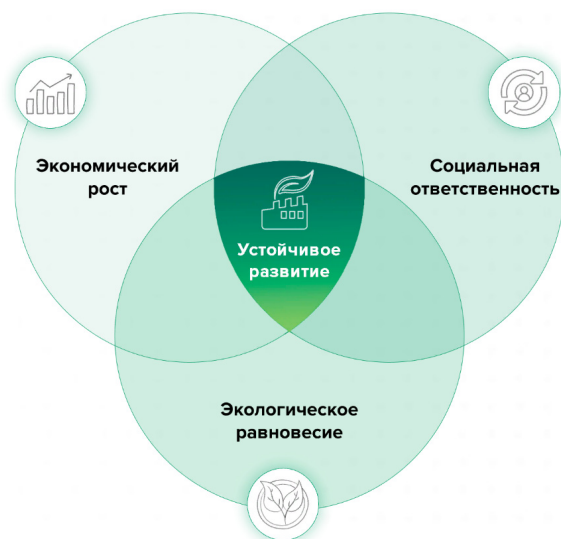 Экономический
рост
Социальная
ответственность
Устойчивое
развитие
Экологическое
равновесие